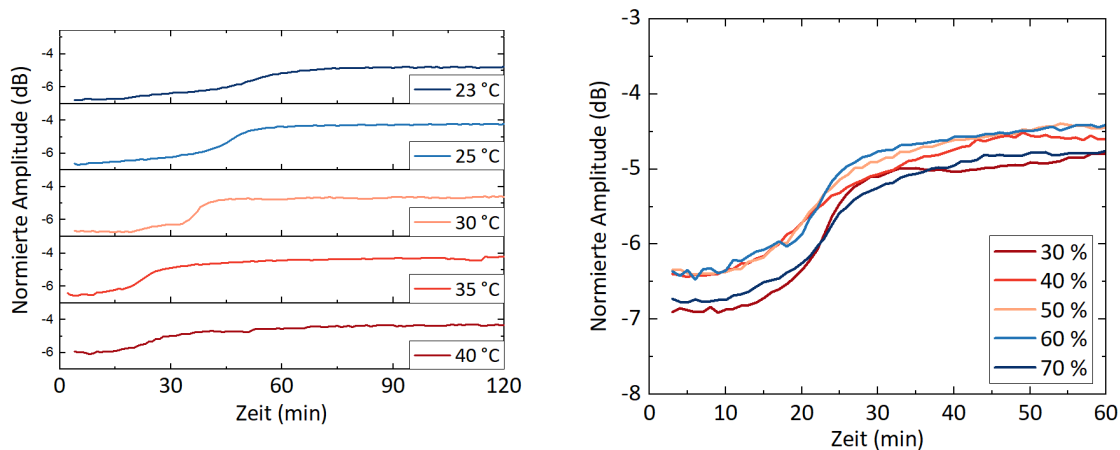 Normierte Amplitude (dB)
-4
-6
23 °C
-4
-6
25 °C
-4
-6
30 °C
-4
-6
35 °C
-4
-6
40 °C
0 30 60 90 120
Zeit (min)
Normierte Amplitude (dB)
-3
-4
-5
-6
-7
-8
30 %
40 %
50 %
60 %
70 %
0 10 20 30 40 50 60
Zeit (min)